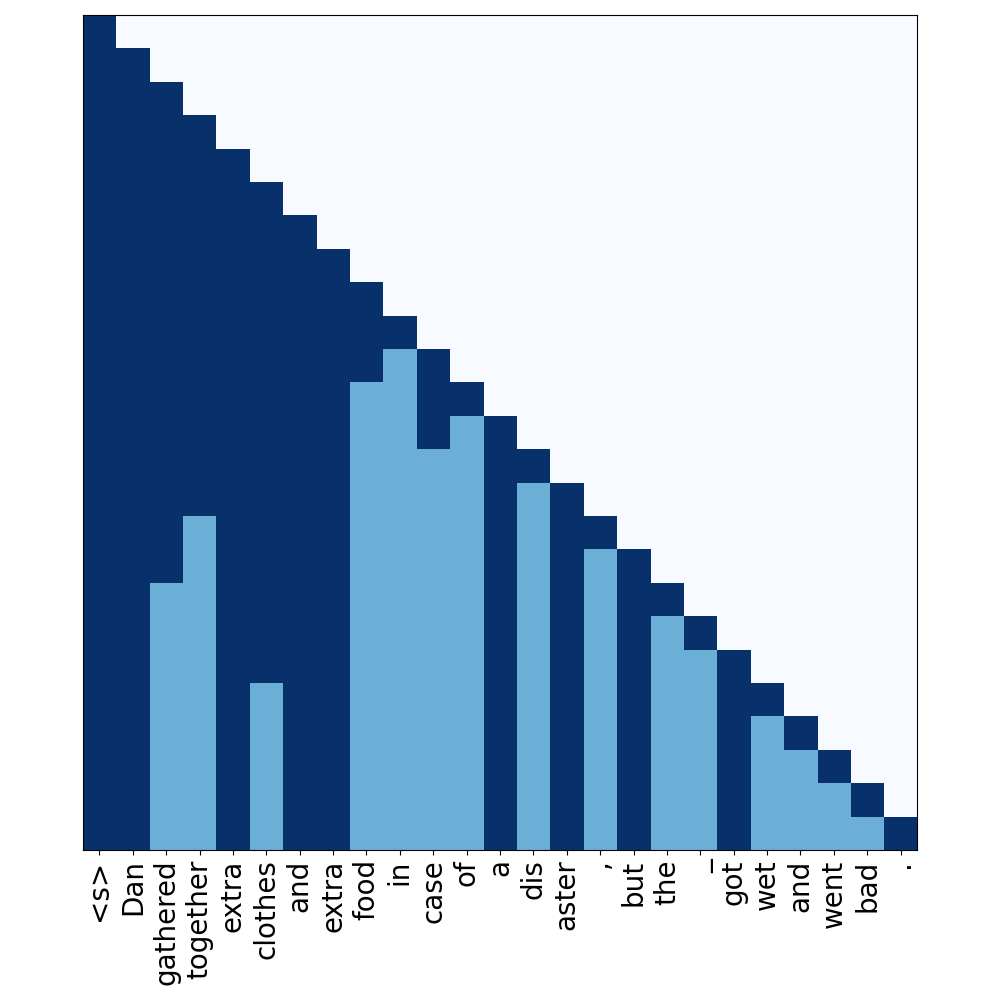 <s> Dan gathered together extra clothes and extra food in case of a dis aster , but the _ got wet and went bad .